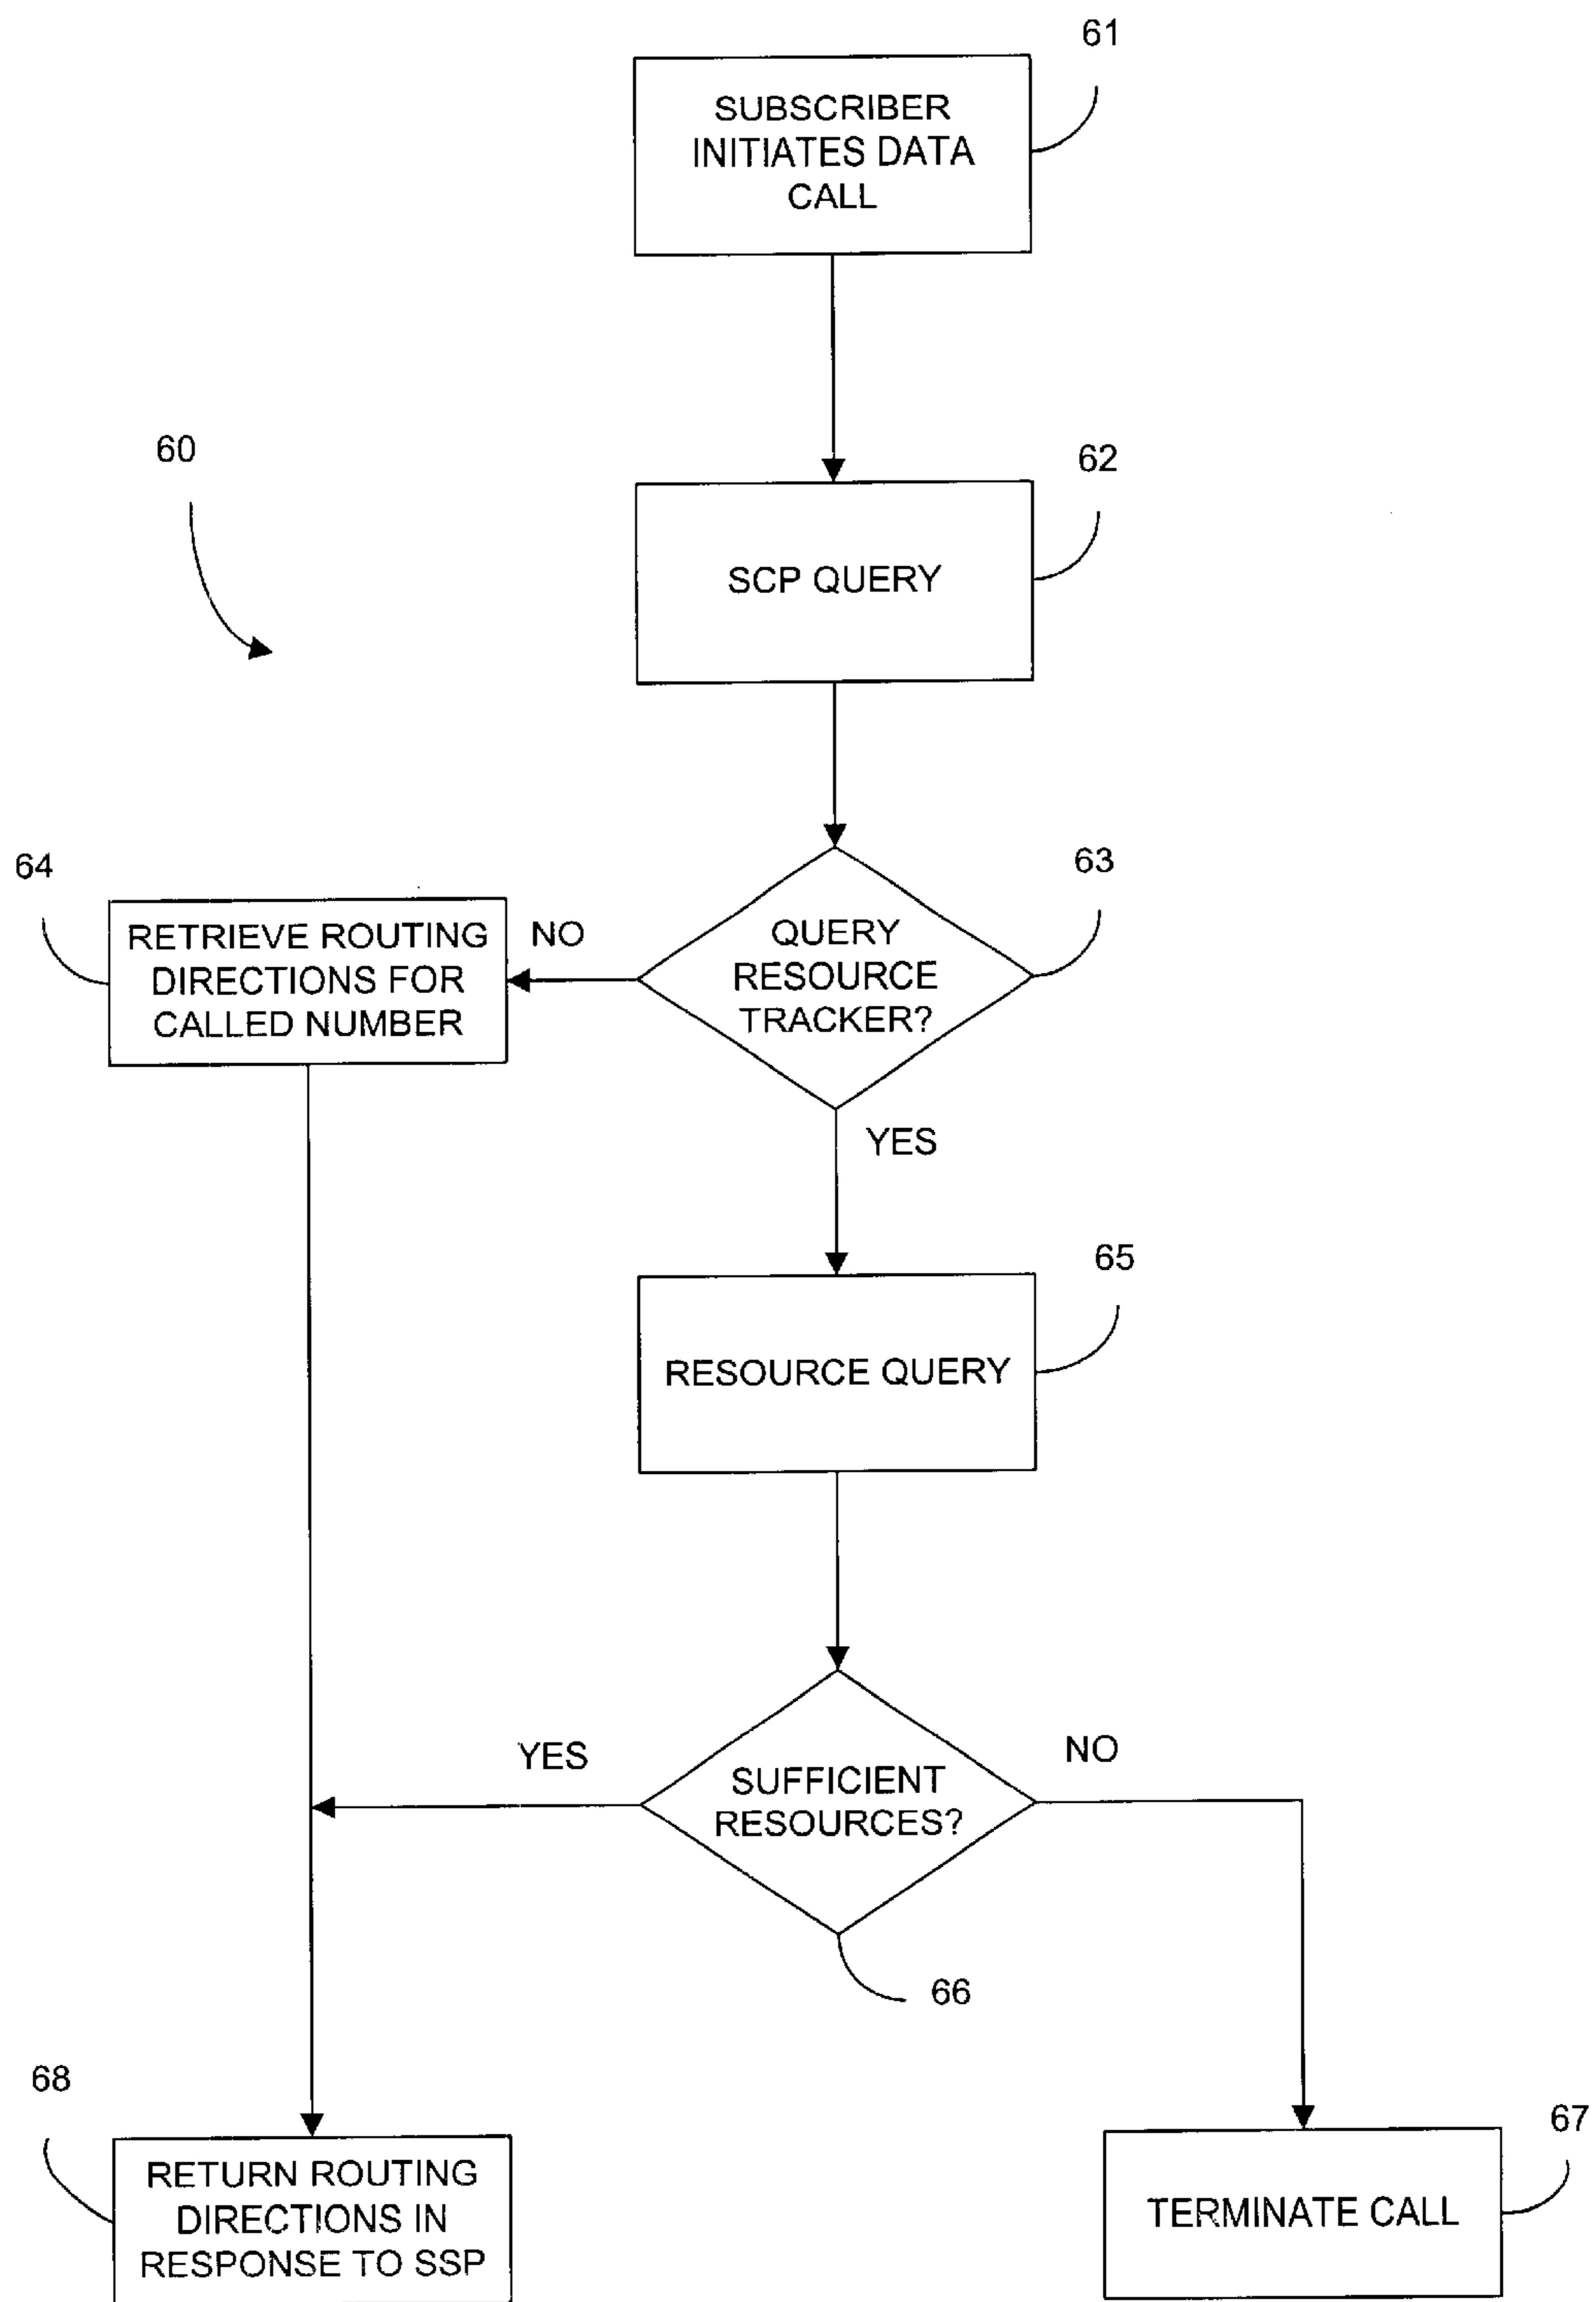 61
SUBSCRIBER
INITIATES DATA
CALL
60
62
SCP QUERY
64
63
RETRIEVE ROUTING
DIRECTIONS FOR
CALLED NUMBER
NO
QUERY
RESOURCE
TRACKER?
YES
65
RESOURCE QUERY
YES
NO
SUFFICIENT
RESOURCES?
66
68
67
RETURN ROUTING
DIRECTIONS IN
RESPONSE TO SSP
TERMINATE CALL